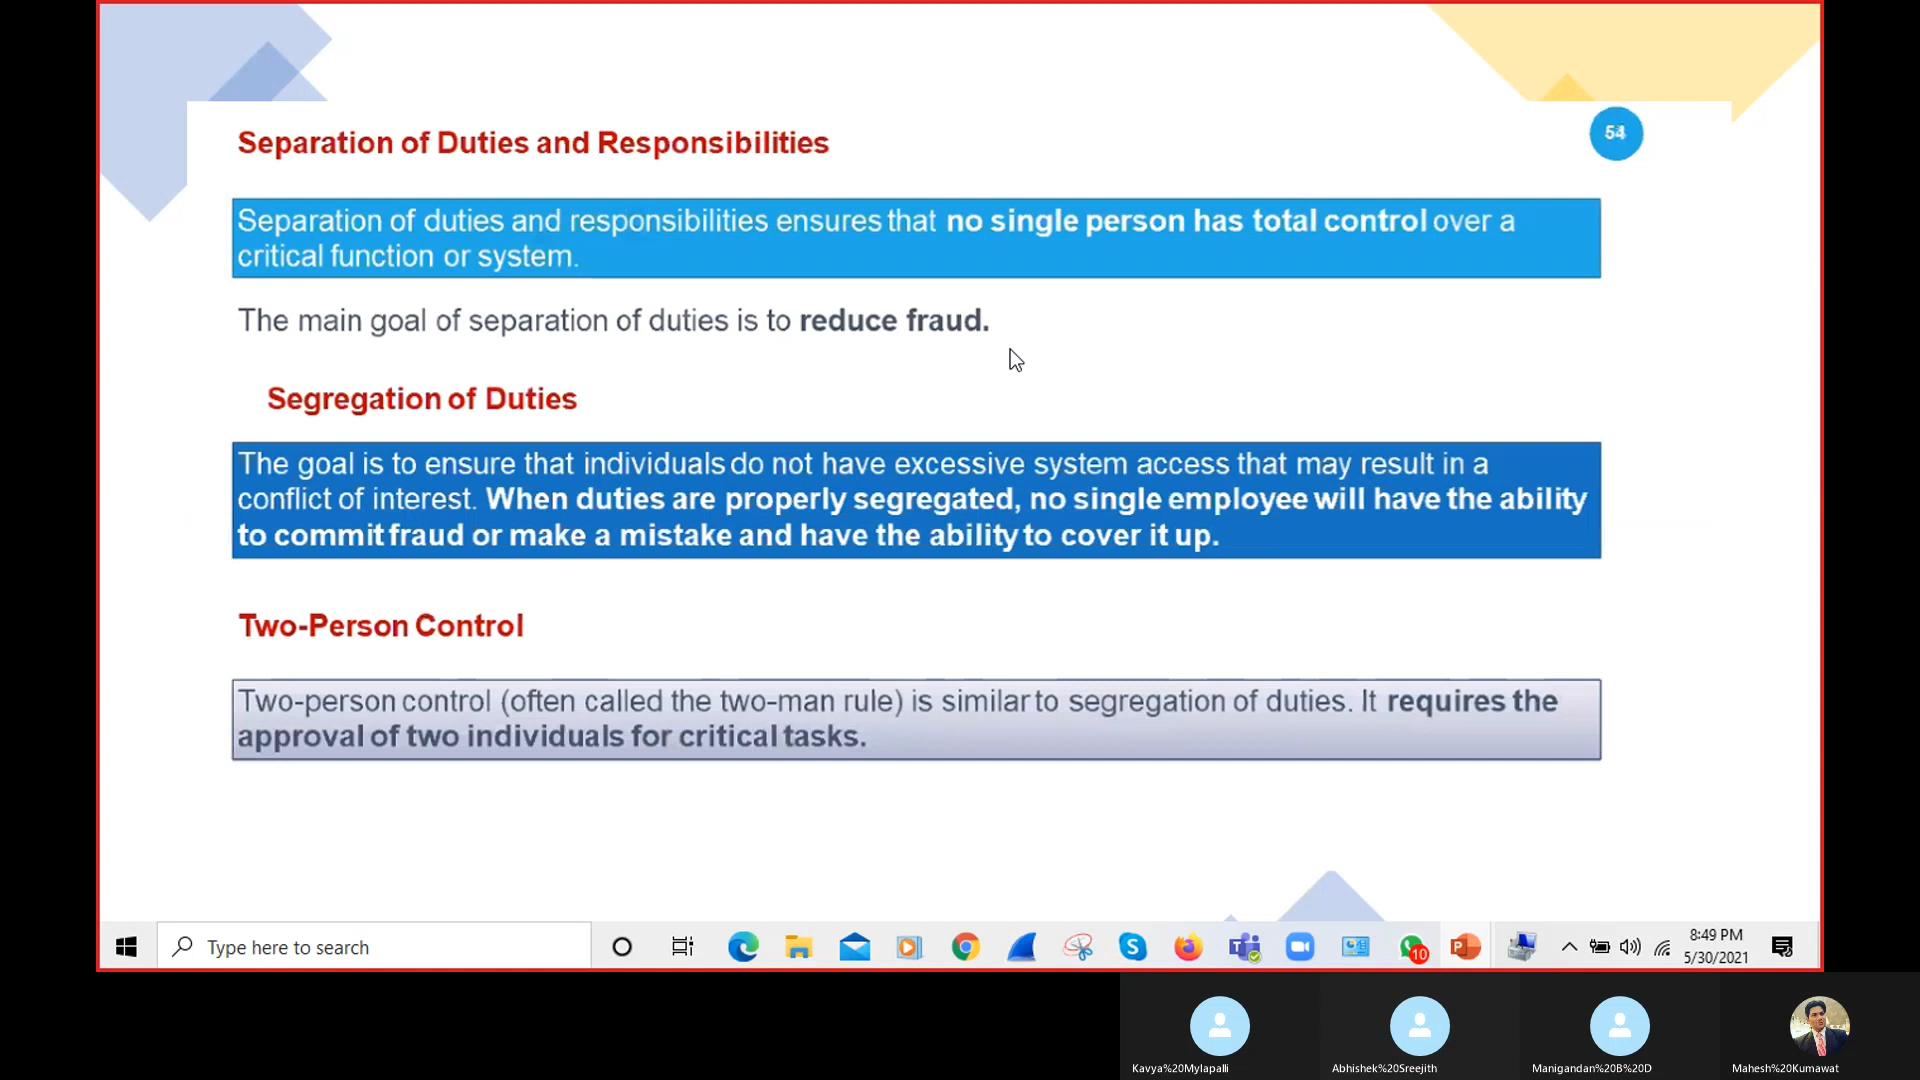 Separation of Duties and Responsibilities
Separation of duties and responsibilities ensures that no single person has total control over a
critical function or system.
The main goal of separation of duties is to reduce fraud.
Segregation of Duties
The goal is to ensure that individuals do not have excessive system access that may result in a
conflict of interest. When duties are properly segregated, no single employee will have the ability
to commit fraud or make a mistake and have the ability to cover it up.
Two-Person Control
Two-person control (often called the two-man rule) is similar to segregation of duties. It requires the
approval of two individuals for critical tasks.
Type here to search
10
8:49 PM
5/30/2021
Kavya%20Mylapalli
Abhishek%20Sreejith
Manigandan%20B%20D
Mahesh%20Kumawat